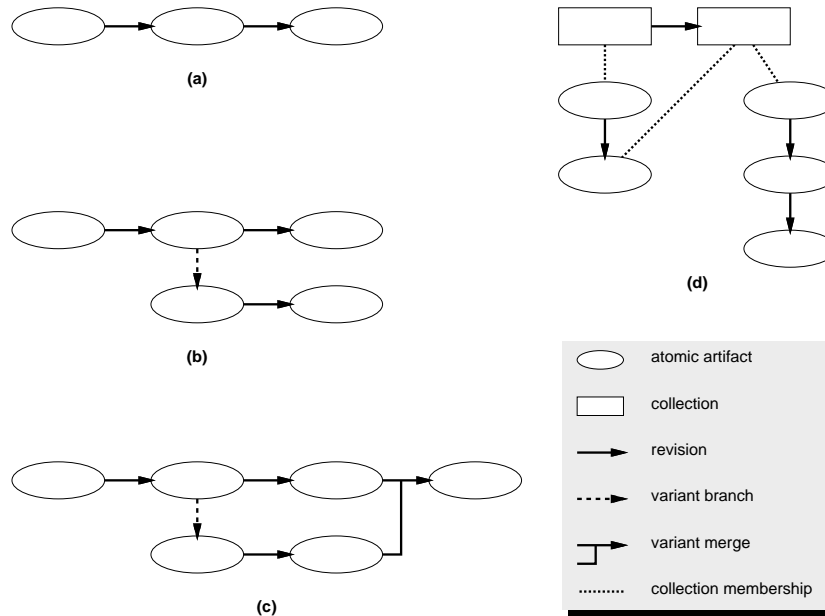 (a)
(b)
(c)
(d)
atomic artifact
collection
revision
variant branch
variant merge
collection membership